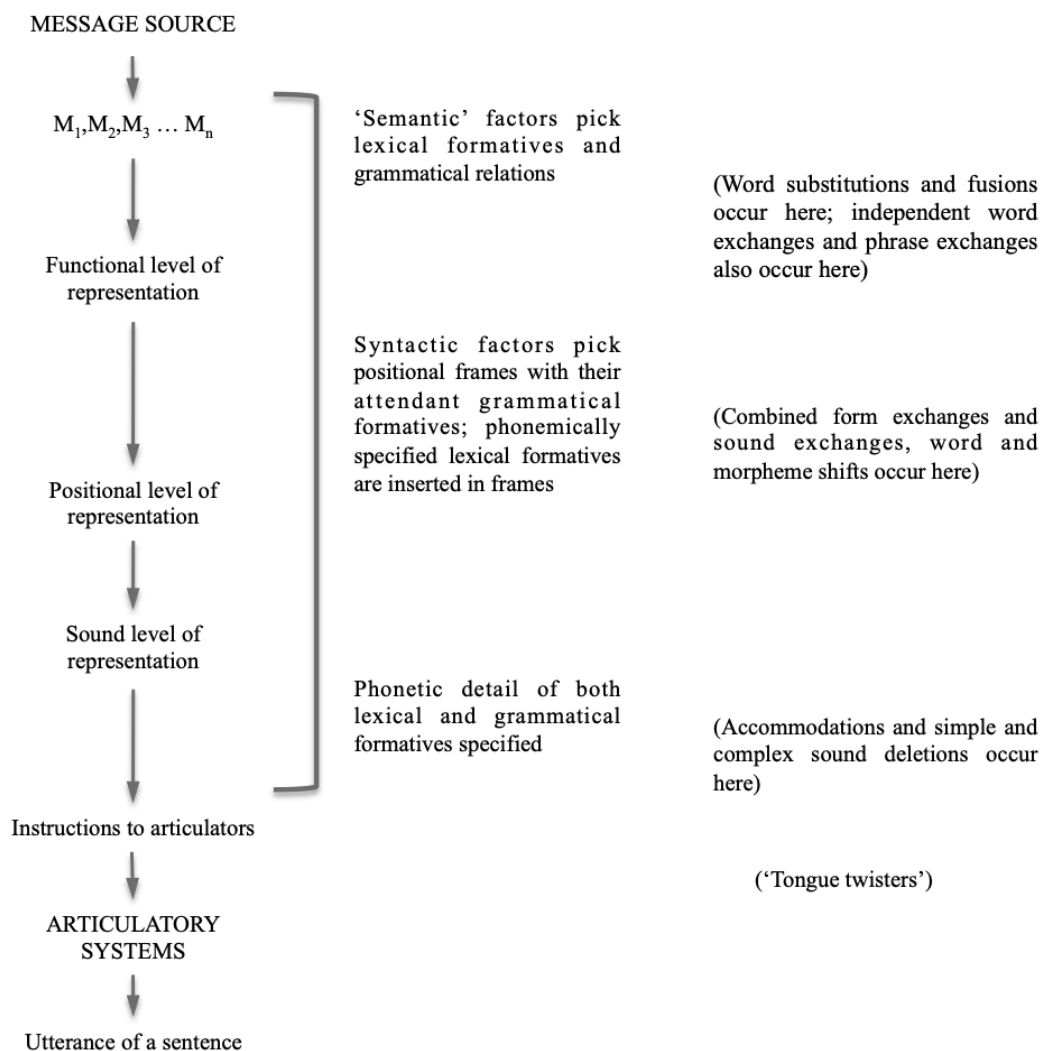 MESSAGE SOURCE
M1,M2,M3 … Mn
‘Semantic’ factors pick
lexical formatives and
grammatical relations
(Word substitutions and fusions
occur here; independent word
exchanges and phrase exchanges
also occur here)
Functional level of
representation
Syntactic factors pick
positional frames with their
attendant grammatical
formatives; phonemically
specified lexical formatives
are inserted in frames
(Combined form exchanges and
sound exchanges, word and
morpheme shifts occur here)
Positional level of
representation
Sound level of
representation
Phonetic detail of both
lexical and grammatical
formatives specified
(Accommodations and simple and
complex sound deletions occur
here)
Instructions to articulators
(‘Tongue twisters’)
ARTICULATORY
SYSTEMS
Utterance of a sentence